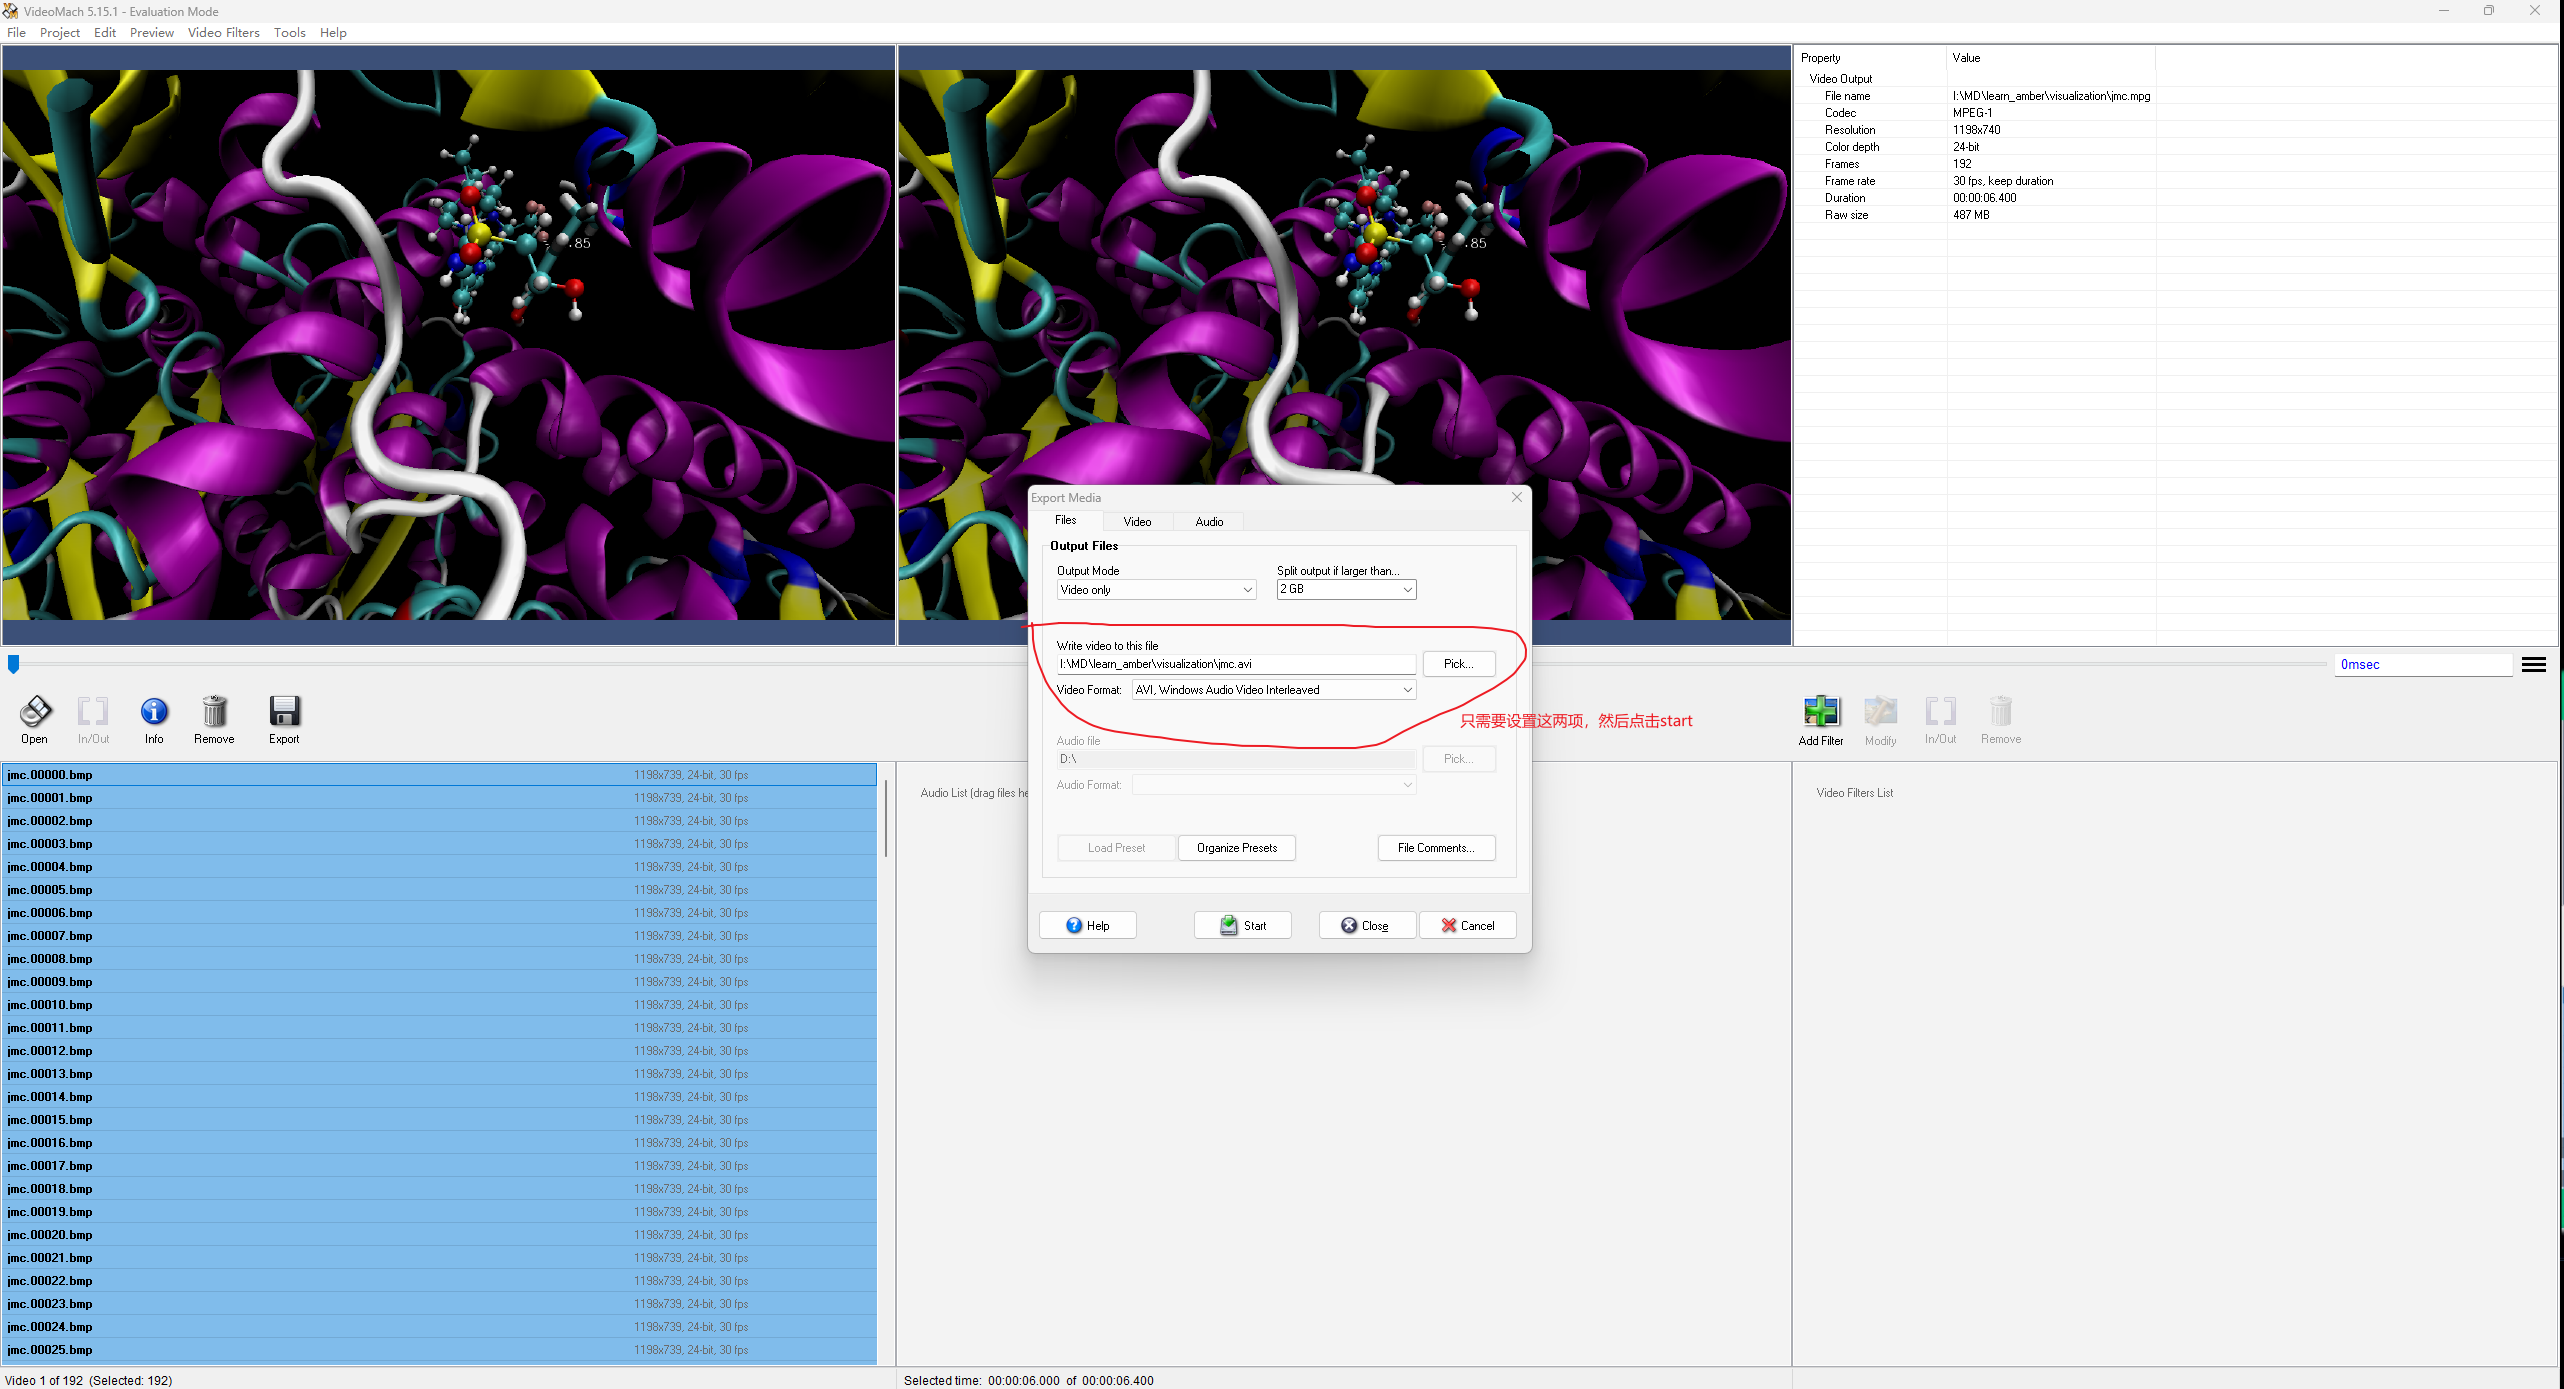 VideoMach 5.15.1 - Evaluation Mode
File Project Edit Preview Video Filters Tools Help
Property Value
Video Output
File name I:\MD\learn_amber\visualization\jmc.mpg
Codec MPEG-1
Resolution 1198x740
Color depth 24-bit
Frames 192
Frame rate 30 fps, keep duration
Duration 00:00:06.400
Raw size 487 MB
.85
.85
Export Media
Files Video Audio
Output Files
Output Mode Split output if larger than...
Video only 2 GB
Write video to this file
I:\MD\learn_amber\visualization\jmc.avi Pick...
Video Format: AVI, Windows Audio Video Interleaved
只需要设置这两项，然后点击start
Audio file
D:\ Pick...
Audio Format:
Load Preset Organize Presets File Comments...
Help Start Close Cancel
0msec
Open In/Out Info Remove Export
Add Filter Modify In/Out Remove
jmc.00000.bmp 1198x739, 24-bit, 30 fps
jmc.00001.bmp 1198x739, 24-bit, 30 fps
jmc.00002.bmp 1198x739, 24-bit, 30 fps
jmc.00003.bmp 1198x739, 24-bit, 30 fps
jmc.00004.bmp 1198x739, 24-bit, 30 fps
jmc.00005.bmp 1198x739, 24-bit, 30 fps
jmc.00006.bmp 1198x739, 24-bit, 30 fps
jmc.00007.bmp 1198x739, 24-bit, 30 fps
jmc.00008.bmp 1198x739, 24-bit, 30 fps
jmc.00009.bmp 1198x739, 24-bit, 30 fps
jmc.00010.bmp 1198x739, 24-bit, 30 fps
jmc.00011.bmp 1198x739, 24-bit, 30 fps
jmc.00012.bmp 1198x739, 24-bit, 30 fps
jmc.00013.bmp 1198x739, 24-bit, 30 fps
jmc.00014.bmp 1198x739, 24-bit, 30 fps
jmc.00015.bmp 1198x739, 24-bit, 30 fps
jmc.00016.bmp 1198x739, 24-bit, 30 fps
jmc.00017.bmp 1198x739, 24-bit, 30 fps
jmc.00018.bmp 1198x739, 24-bit, 30 fps
jmc.00019.bmp 1198x739, 24-bit, 30 fps
jmc.00020.bmp 1198x739, 24-bit, 30 fps
jmc.00021.bmp 1198x739, 24-bit, 30 fps
jmc.00022.bmp 1198x739, 24-bit, 30 fps
jmc.00023.bmp 1198x739, 24-bit, 30 fps
jmc.00024.bmp 1198x739, 24-bit, 30 fps
jmc.00025.bmp 1198x739, 24-bit, 30 fps
Audio List (drag files he
Video Filters List
Video 1 of 192 (Selected: 192)
Selected time: 00:00:06.000 of 00:00:06.400